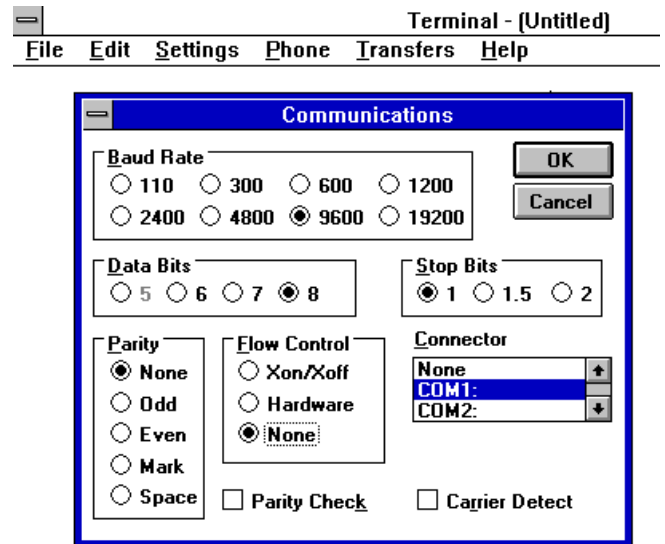 Terminal - (Untitled)
File Edit Settings Phone Transfers Help
Communications
Baud Rate
110 300 600 1200
2400 4800 9600 19200
OK
Cancel
Data Bits
5 6 7 8
Stop Bits
1 1.5 2
Parity
None
Odd
Even
Mark
Space
Flow Control
Xon/Xoff
Hardware
None
Connector
None
COM1:
COM2:
Parity Check
Carrier Detect